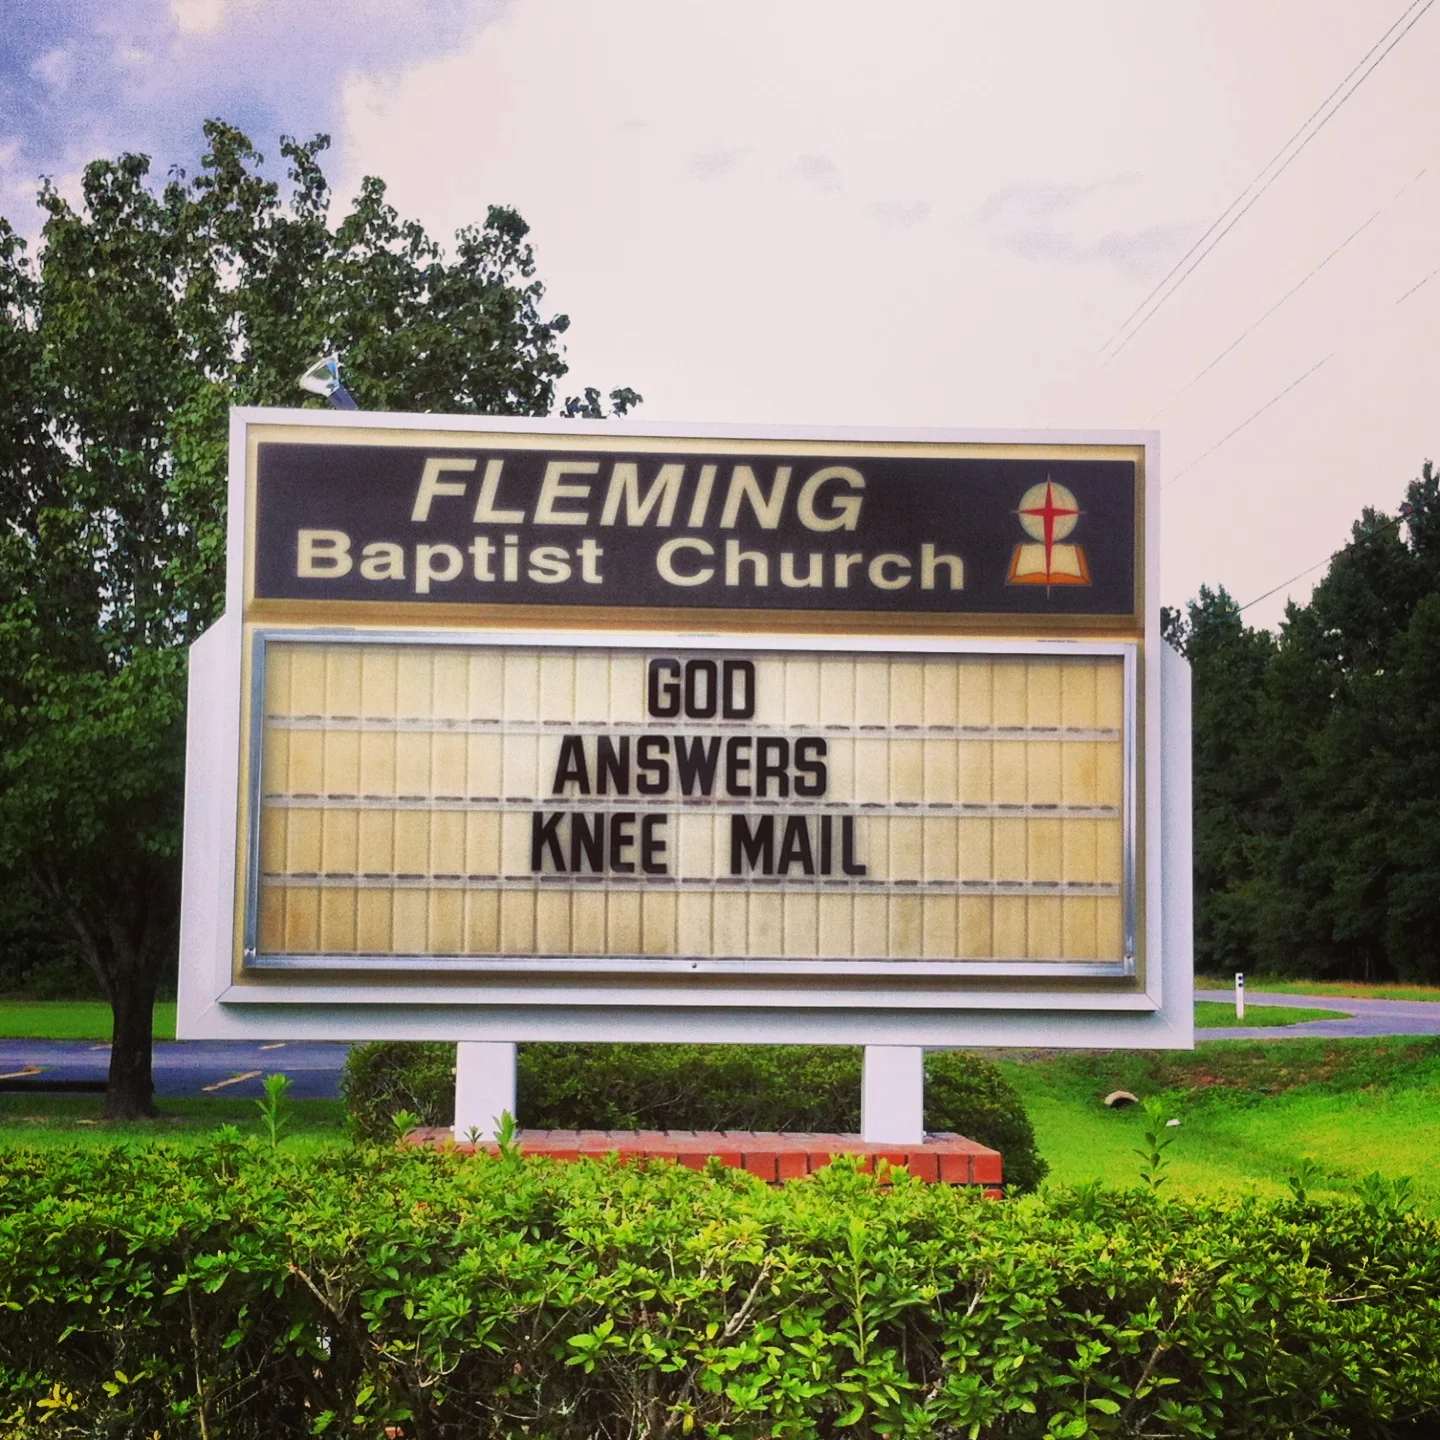 FLEMING
Baptist Church
GOD
ANSWERS
KNEE MAIL